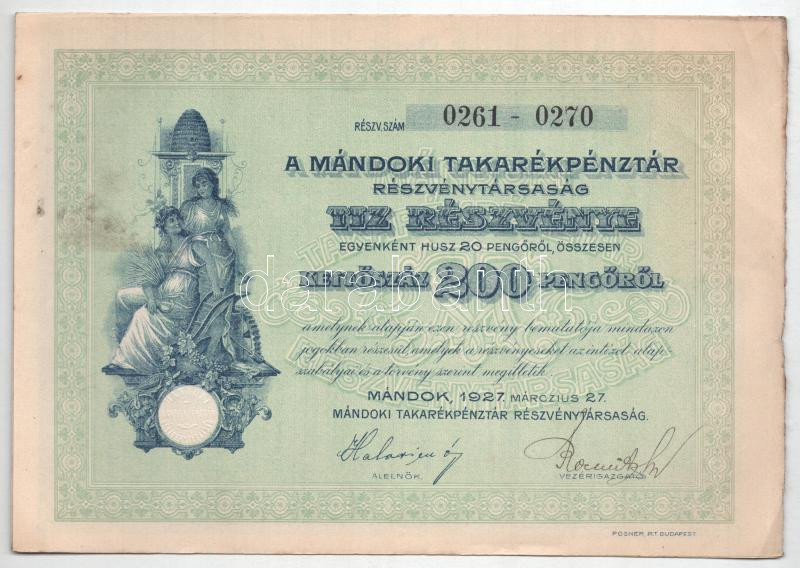 RÉSZV. SZÁM 0261 - 0270
A MÁNDOKI TAKARÉKPÉNZTÁR
RÉSZVÉNYTÁRSASÁG
TIZ RÉSZVÉNYE
EGYENKÉNT HUSZ 20 PENGŐRŐL, ÖSSZESEN
KETTŐSZÁZ 200 PENGŐRŐL
amelynek alapján ezen részvény bemutatója mindazon
jogokban részesül, amelyek a részvényeseket az intézet alap-
szabályai és a törvény szerint megilletik.
MÁNDOK, 1927. MÁRCZIUS 27.
MÁNDOKI TAKARÉKPÉNZTÁR RÉSZVÉNYTÁRSASÁG.
ALELNÖK.
VEZÉRIGAZGATÓ.
POSNER, R.T. BUDAPEST